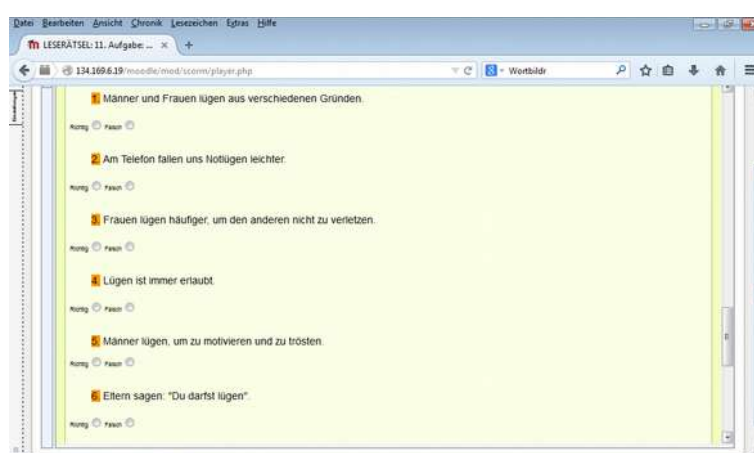 Datei Bearbeiten Ansicht Chronik Lesezeichen Extras Hilfe
LESERÄTSEL: 11. Aufgabe: ...
134.169.6.19/moodle/mod/scorm/player.php
Wortbildr
1. Männer und Frauen lügen aus verschiedenen Gründen.
Richtig Falsch
2. Am Telefon fallen uns Notlügen leichter.
Richtig Falsch
3. Frauen lügen häufiger, um den anderen nicht zu verletzen.
Richtig Falsch
4. Lügen ist immer erlaubt.
Richtig Falsch
5. Männer lügen, um zu motivieren und zu trösten.
Richtig Falsch
6. Eltern sagen: "Du darfst lügen".
Richtig Falsch